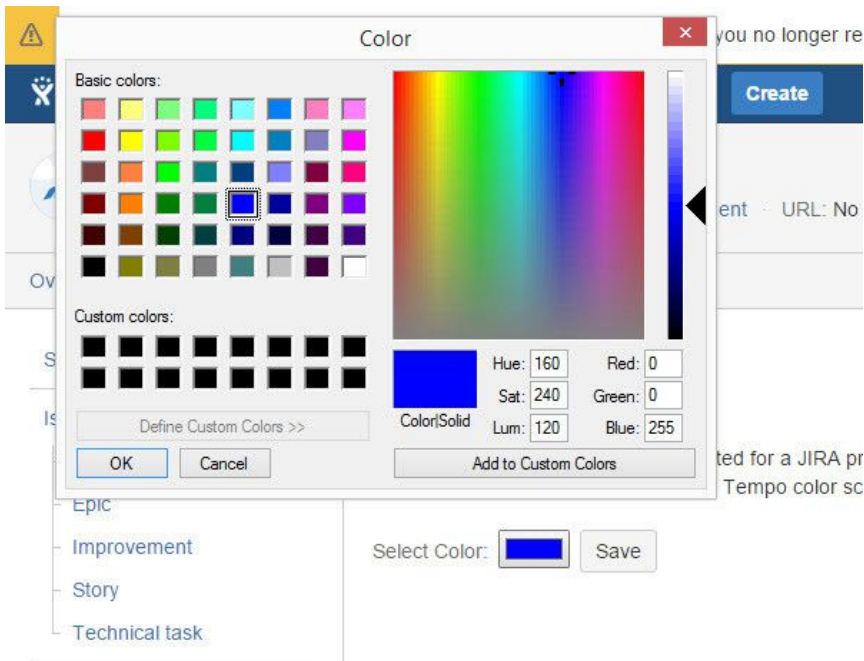 Color
you no longer re
Create
Basic colors:
ent · URL: No
Ov
Custom colors:
S
Is
Define Custom Colors >>
Color|Solid
Hue: 160
Sat: 240
Lum: 120
Red: 0
Green: 0
Blue: 255
OK
Cancel
Add to Custom Colors
ted for a JIRA pr
Tempo color sc
Epic
Improvement
Story
Technical task
Select Color:
Save